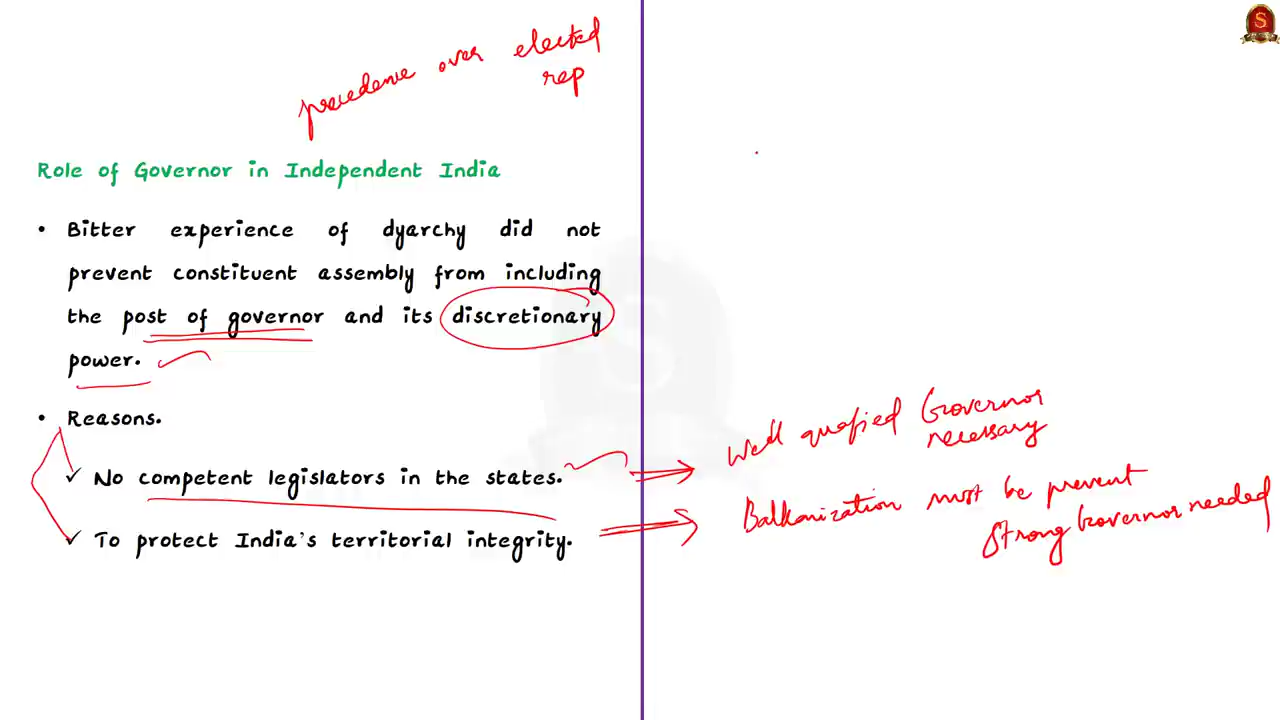 precedence over elected
rep
Role of Governor in Independent India
• Bitter experience of dyarchy did not
prevent constituent assembly from including
the post of governor and its discretionary
power.
• Reasons.
✓ No competent legislators in the states.
✓ To protect India's territorial integrity.
Well qualified Governor
necessary
Balkanization must be prevent
Strong Governor needed
S